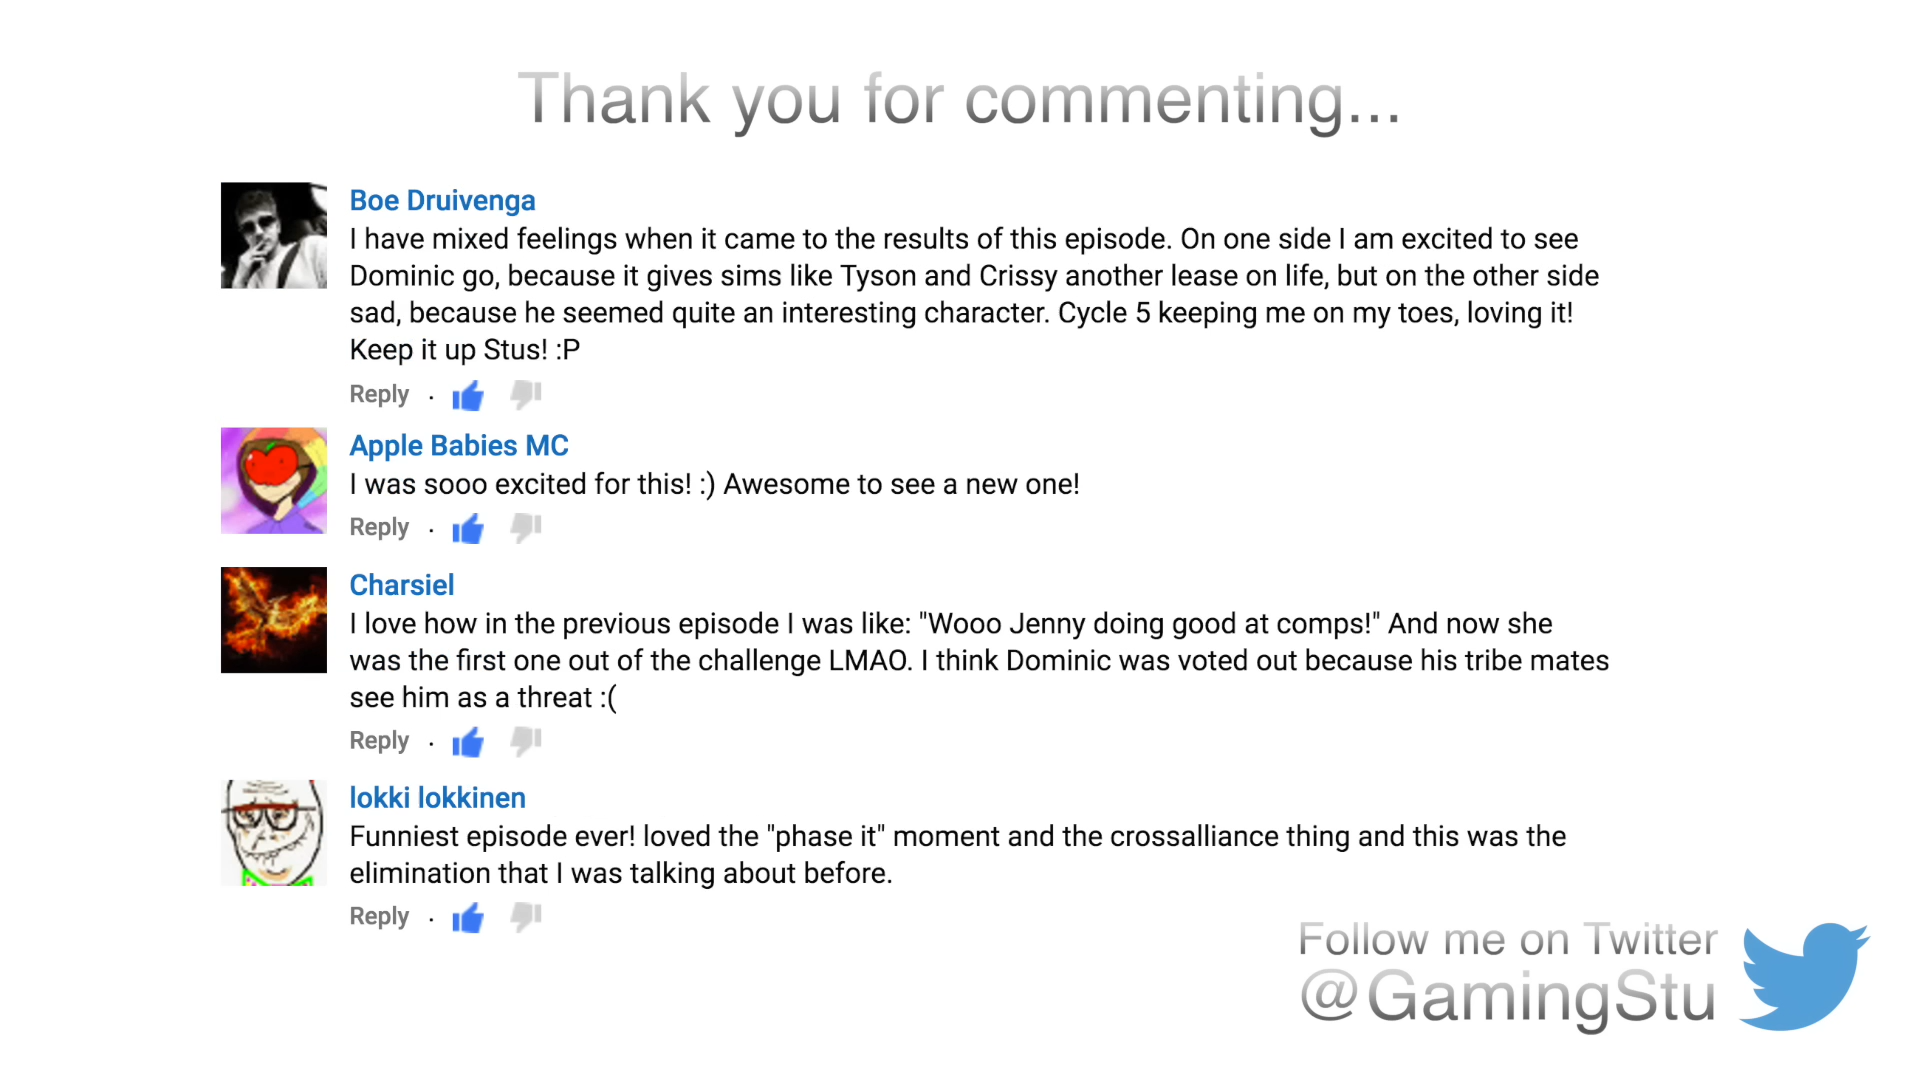 Thank you for commenting...
Boe Druivenga
I have mixed feelings when it came to the results of this episode. On one side I am excited to see
Dominic go, because it gives sims like Tyson and Crissy another lease on life, but on the other side
sad, because he seemed quite an interesting character. Cycle 5 keeping me on my toes, loving it!
Keep it up Stus! :P
Reply ·
Apple Babies MC
I was sooo excited for this! :) Awesome to see a new one!
Reply ·
Charsiel
I love how in the previous episode I was like: "Wooo Jenny doing good at comps!" And now she
was the first one out of the challenge LMAO. I think Dominic was voted out because his tribe mates
see him as a threat :(
Reply ·
lokki lokkinen
Funniest episode ever! loved the "phase it" moment and the crossalliance thing and this was the
elimination that I was talking about before.
Reply ·
Follow me on Twitter
@GamingStu